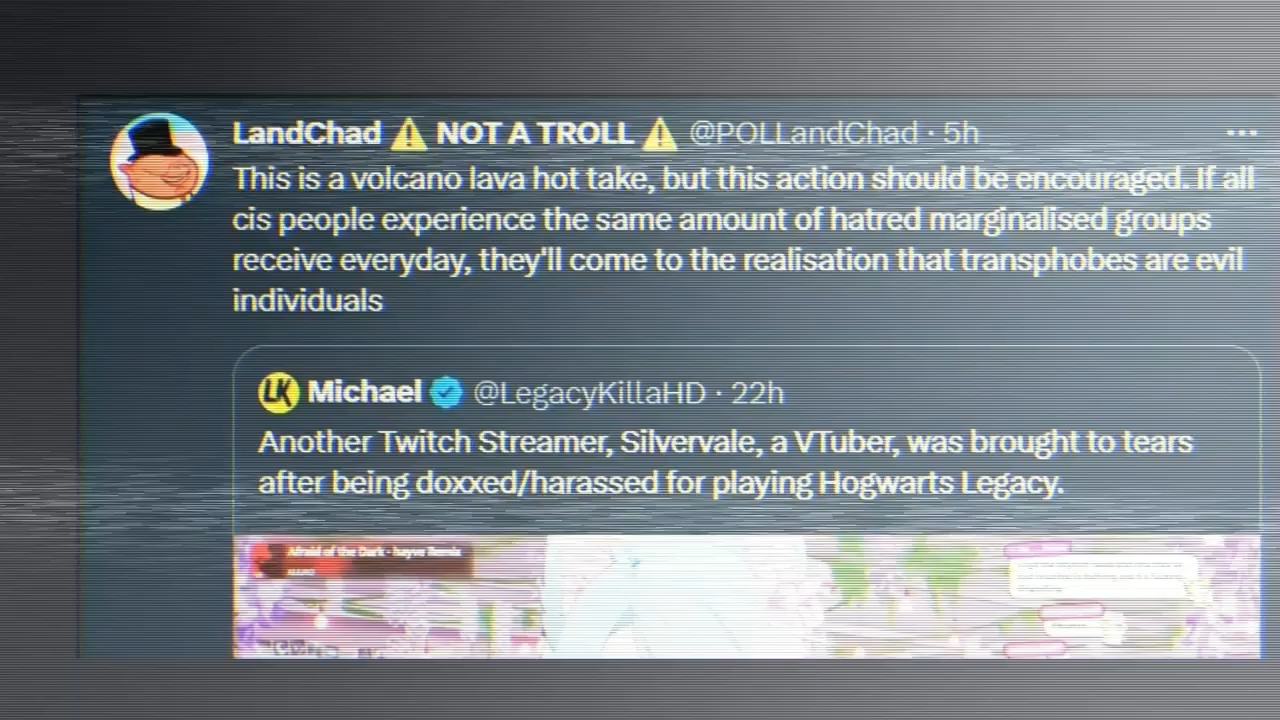 LandChad ⚠️ NOT A TROLL ⚠️ @POLLandChad · 5h
This is a volcano lava hot take, but this action should be encouraged. If all
cis people experience the same amount of hatred marginalised groups
receive everyday, they'll come to the realisation that transphobes are evil
individuals
LK Michael @LegacyKillaHD · 22h
Another Twitch Streamer, Silvervale, a VTuber, was brought to tears
after being doxxed/harassed for playing Hogwarts Legacy.
Afraid of the Dark - hayve Remix